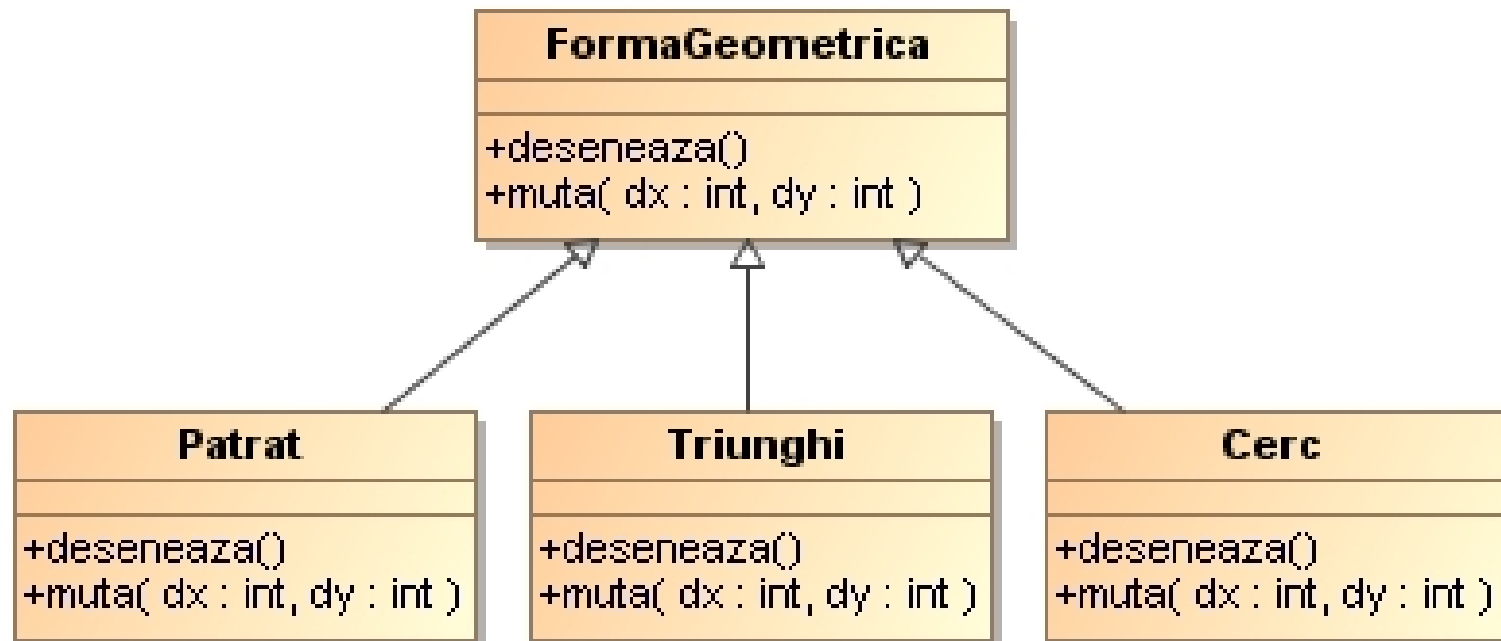 FormaGeometrica
+deseneaza()
+muta( dx : int, dy : int )
Patrat
+deseneaza()
+muta( dx : int, dy : int )
Triunghi
+deseneaza()
+muta( dx : int, dy : int )
Cerc
+deseneaza()
+muta( dx : int, dy : int )